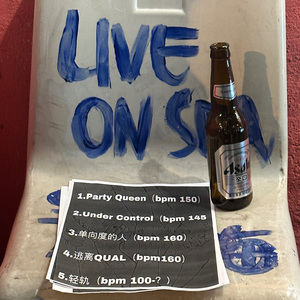 LIVE
ON
1.Party Queen（bpm 150）
2.Under Control（bpm 145
3.单向度的人（bpm 160）
4.逃离QUAL（bpm160）
5.轻轨（bpm 100-?）
Asahi